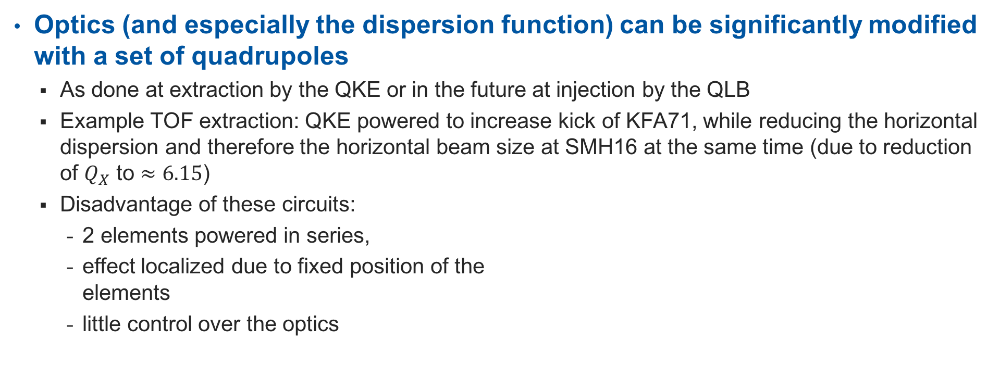 • Optics (and especially the dispersion function) can be significantly modified
with a set of quadrupoles
▪ As done at extraction by the QKE or in the future at injection by the QLB
▪ Example TOF extraction: QKE powered to increase kick of KFA71, while reducing the horizontal
dispersion and therefore the horizontal beam size at SMH16 at the same time (due to reduction
of $Q_X$ to ≈ 6.15)
▪ Disadvantage of these circuits:
- 2 elements powered in series,
- effect localized due to fixed position of the
elements
- little control over the optics